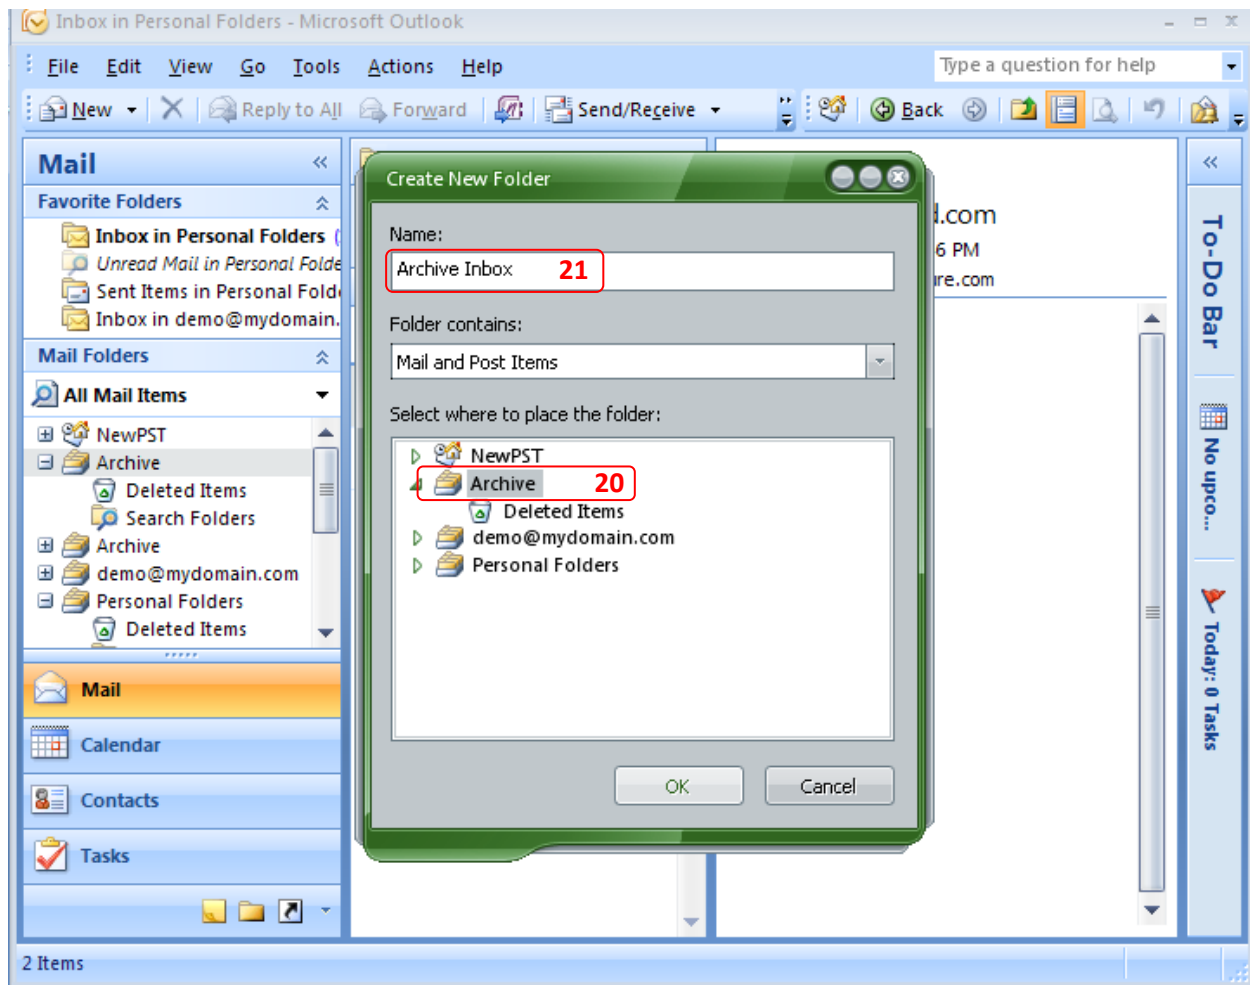 Inbox in Personal Folders - Microsoft Outlook
File Edit View Go Tools Actions Help
Type a question for help
New Reply to All Forward Send/Receive Back
Mail
Favorite Folders
Inbox in Personal Folders (
Unread Mail in Personal Folde
Sent Items in Personal Fold
Inbox in demo@mydomain.
Mail Folders
All Mail Items
NewPST
Archive
Deleted Items
Search Folders
Archive
demo@mydomain.com
Personal Folders
Deleted Items
Mail
Calendar
Contacts
Tasks
2 Items
Create New Folder
Name:
Archive Inbox 21
Folder contains:
Mail and Post Items
Select where to place the folder:
NewPST
Archive 20
Deleted Items
demo@mydomain.com
Personal Folders
OK Cancel
d.com
6 PM
re.com
To-Do Bar
No upco...
Today: 0 Tasks